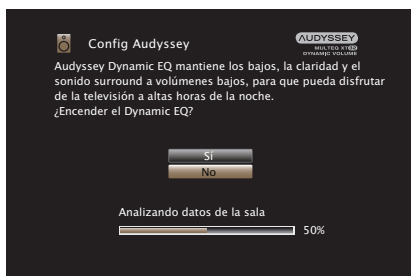 Config Audyssey
AUDYSSEY
MULTEQ XT32
DYNAMIC VOLUME
Audyssey Dynamic EQ mantiene los bajos, la claridad y el
sonido surround a volúmenes bajos, para que pueda disfrutar
de la televisión a altas horas de la noche.
¿Encender el Dynamic EQ?
Sí
No
Analizando datos de la sala
50%